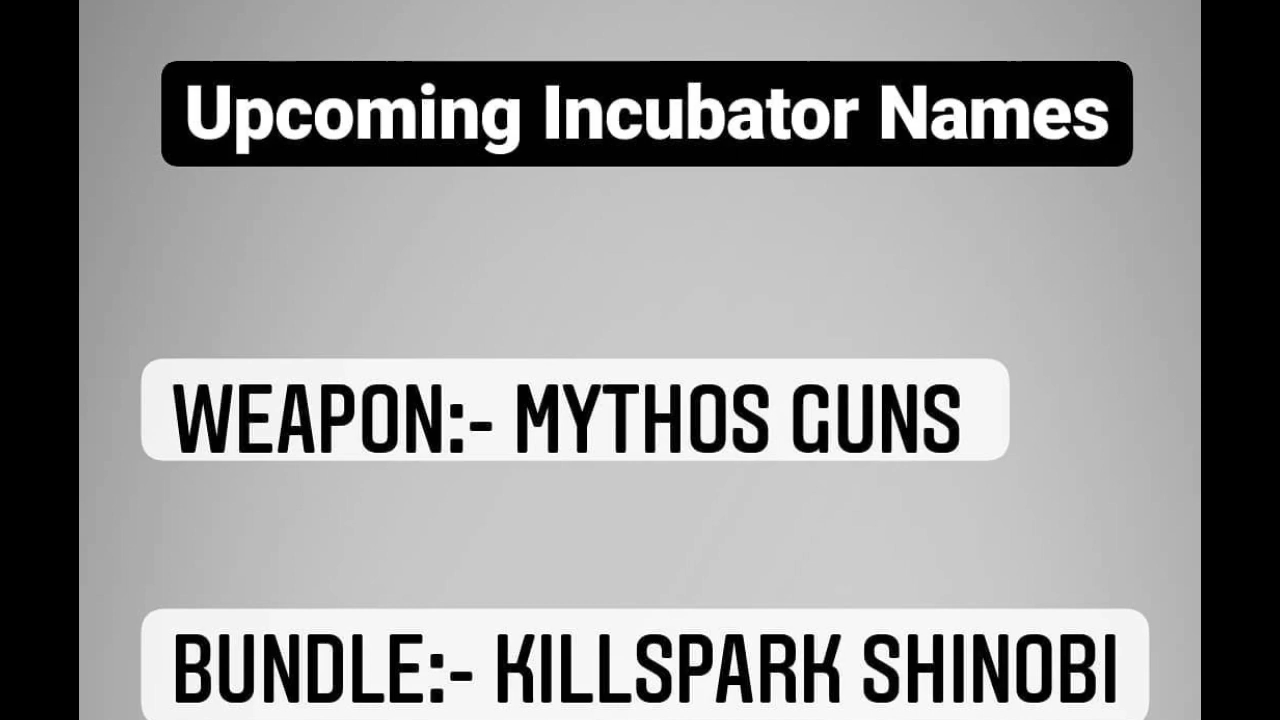 Upcoming Incubator Names
WEAPON:- MYTHOS GUNS
BUNDLE:- KILLSPARK SHINOBI